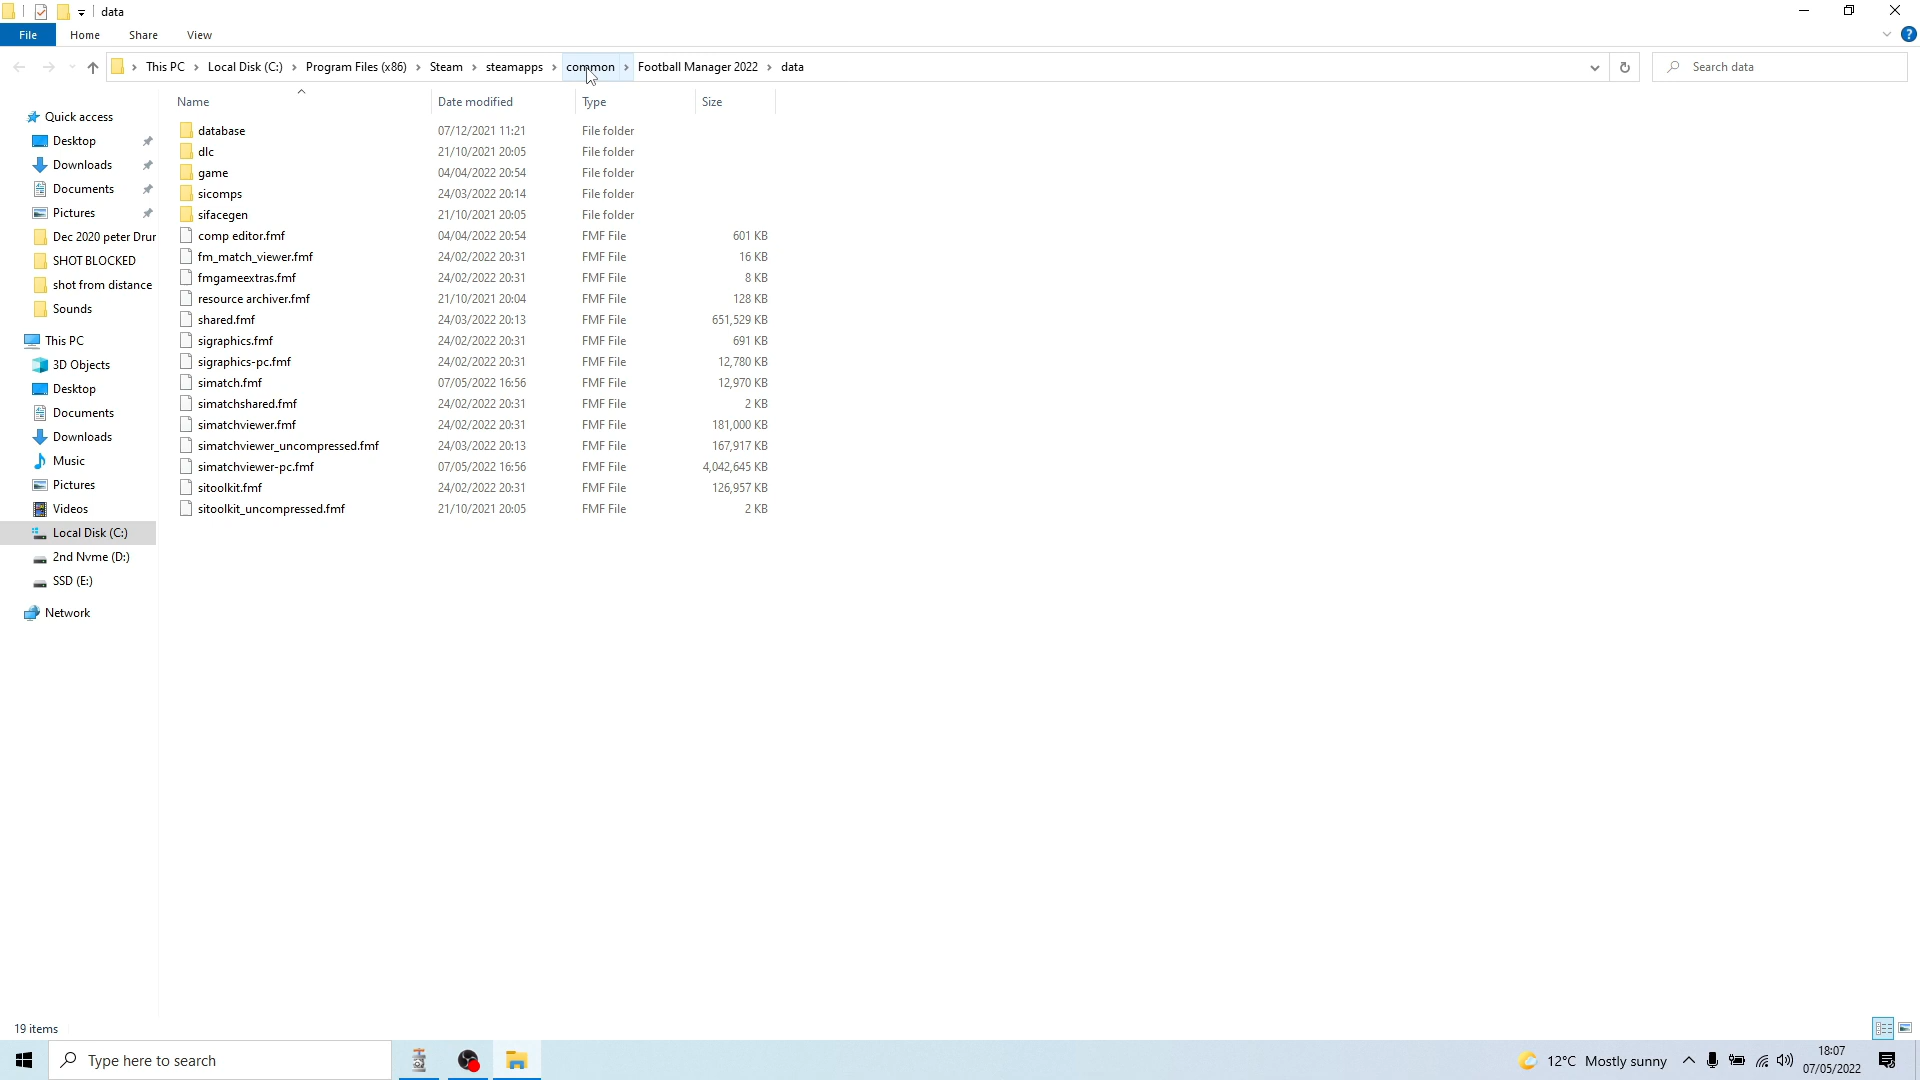 data
File Home Share View
This PC Local Disk (C:) Program Files (x86) Steam steamapps common Football Manager 2022 data
Search data
Name Date modified Type Size
Quick access
Desktop
Downloads
Documents
Pictures
Dec 2020 peter Drur
SHOT BLOCKED
shot from distance
Sounds
This PC
3D Objects
Desktop
Documents
Downloads
Music
Pictures
Videos
Local Disk (C:)
2nd Nvme (D:)
SSD (E:)
Network
database 07/12/2021 11:21 File folder
dlc 21/10/2021 20:05 File folder
game 04/04/2022 20:54 File folder
sicomps 24/03/2022 20:14 File folder
sifacegen 21/10/2021 20:05 File folder
comp editor.fmf 04/04/2022 20:54 FMF File 601 KB
fm_match_viewer.fmf 24/02/2022 20:31 FMF File 16 KB
fmgameextras.fmf 24/02/2022 20:31 FMF File 8 KB
resource archiver.fmf 21/10/2021 20:04 FMF File 128 KB
shared.fmf 24/03/2022 20:13 FMF File 651,529 KB
sigraphics.fmf 24/02/2022 20:31 FMF File 691 KB
sigraphics-pc.fmf 24/02/2022 20:31 FMF File 12,780 KB
simatch.fmf 07/05/2022 16:56 FMF File 12,970 KB
simatchshared.fmf 24/02/2022 20:31 FMF File 2 KB
simatchviewer.fmf 24/02/2022 20:31 FMF File 181,000 KB
simatchviewer_uncompressed.fmf 24/03/2022 20:13 FMF File 167,917 KB
simatchviewer-pc.fmf 07/05/2022 16:56 FMF File 4,042,645 KB
sitoolkit.fmf 24/02/2022 20:31 FMF File 126,957 KB
sitoolkit_uncompressed.fmf 21/10/2021 20:05 FMF File 2 KB
19 items
Type here to search
12°C Mostly sunny
18:07
07/05/2022